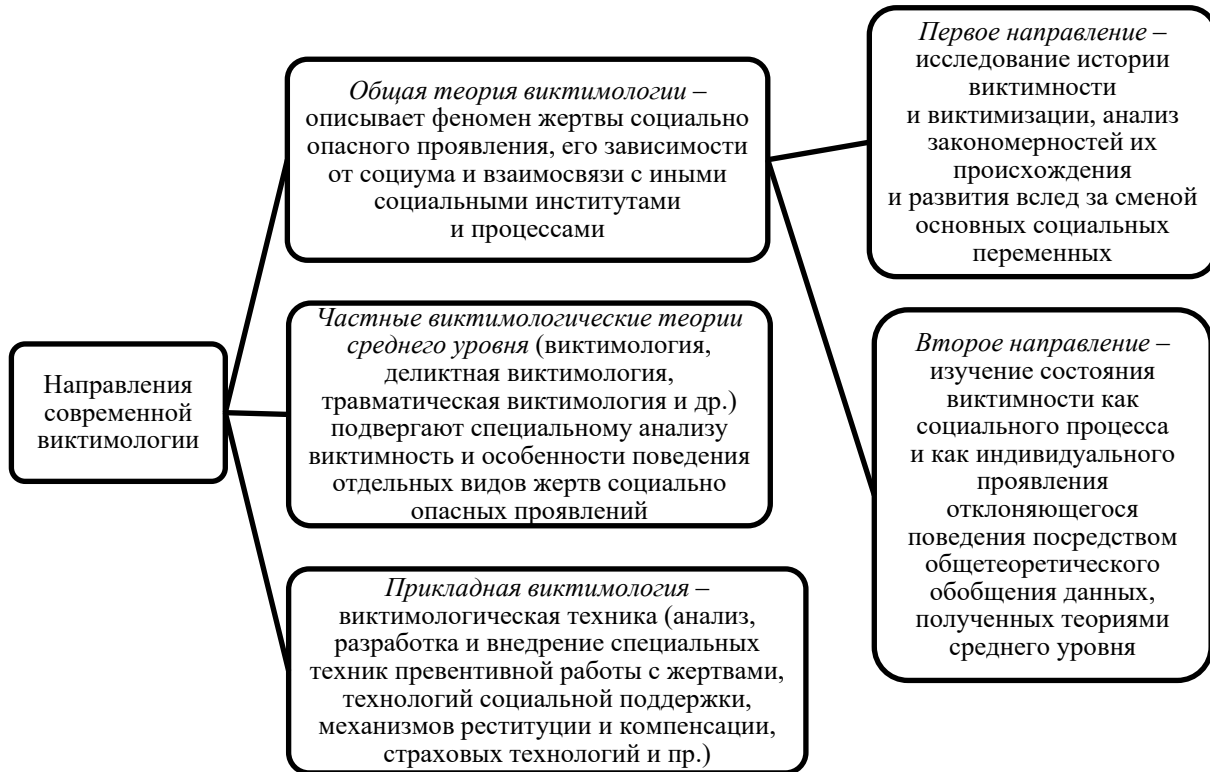 Направления
современной
виктимологии
Общая теория виктимологии –
описывает феномен жертвы социально
опасного проявления, его зависимости
от социума и взаимосвязи с иными
социальными институтами
и процессами
Первое направление –
исследование истории
виктимности
и виктимизации, анализ
закономерностей их
происхождения
и развития вслед за сменой
основных социальных
переменных
Второе направление –
изучение состояния
виктимности как
социального процесса
и как индивидуального
проявления
отклоняющегося
поведения посредством
общетеоретического
обобщения данных,
полученных теориями
среднего уровня
Частные виктимологические теории
среднего уровня (виктимология,
деликтная виктимология,
травматическая виктимология и др.)
подвергают специальному анализу
виктимность и особенности поведения
отдельных видов жертв социально
опасных проявлений
Прикладная виктимология –
виктимологическая техника (анализ,
разработка и внедрение специальных
техник превентивной работы с жертвами,
технологий социальной поддержки,
механизмов реституции и компенсации,
страховых технологий и пр.)